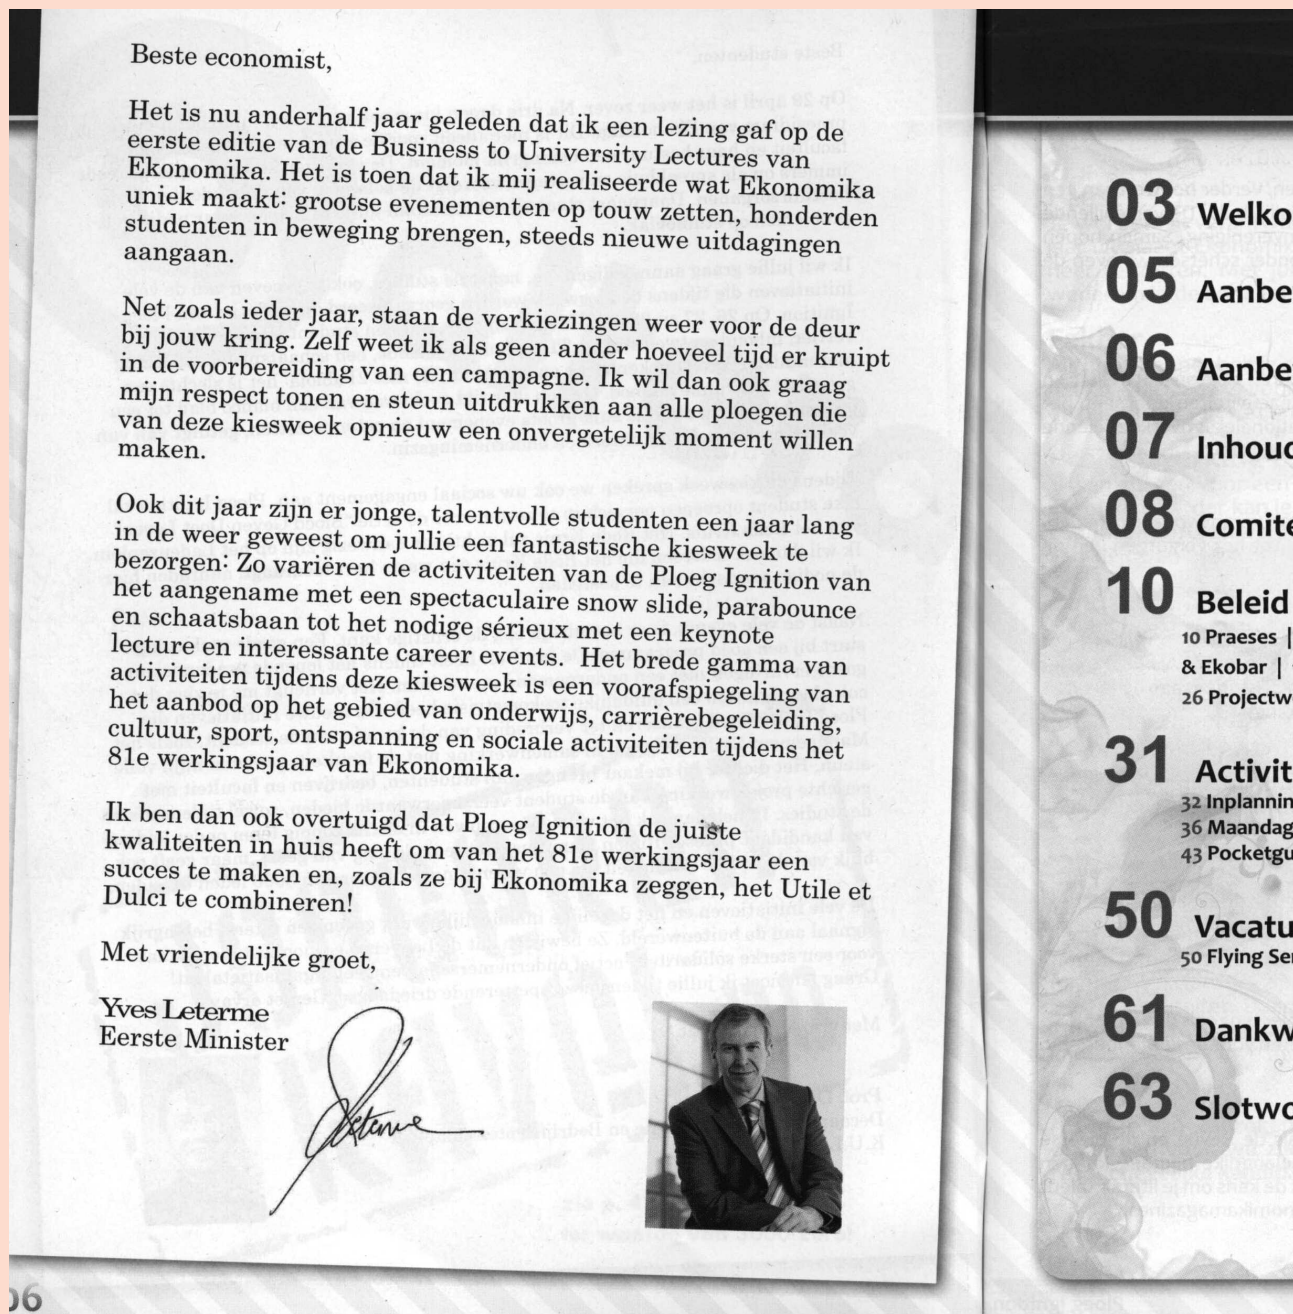 Beste economist,
Het is nu anderhalf jaar geleden dat ik een lezing gaf op de
eerste editie van de Business to University Lectures van
Ekonomika. Het is toen dat ik mij realiseerde wat Ekonomika
uniek maakt: grootse evenementen op touw zetten, honderden
studenten in beweging brengen, steeds nieuwe uitdagingen
aangaan.
Net zoals ieder jaar, staan de verkiezingen weer voor de deur
bij jouw kring. Zelf weet ik als geen ander hoeveel tijd er kruipt
in de voorbereiding van een campagne. Ik wil dan ook graag
mijn respect tonen en steun uitdrukken aan alle ploegen die
van deze kiesweek opnieuw een onvergetelijk moment willen
maken.
Ook dit jaar zijn er jonge, talentvolle studenten een jaar lang
in de weer geweest om jullie een fantastische kiesweek te
bezorgen: Zo variëren de activiteiten van de Ploeg Ignition van
het aangename met een spectaculaire snow slide, parabounce
en schaatsbaan tot het nodige sérieux met een keynote
lecture en interessante career events. Het brede gamma van
activiteiten tijdens deze kiesweek is een voorafspiegeling van
het aanbod op het gebied van onderwijs, carrièrebegeleiding,
cultuur, sport, ontspanning en sociale activiteiten tijdens het
81e werkingsjaar van Ekonomika.
Ik ben dan ook overtuigd dat Ploeg Ignition de juiste
kwaliteiten in huis heeft om van het 81e werkingsjaar een
succes te maken en, zoals ze bij Ekonomika zeggen, het Utile et
Dulci te combineren!
Met vriendelijke groet,
Yves Leterme
Eerste Minister
Leterme
06
03 Welko
05 Aanbe
06 Aanbe
07 Inhoud
08 Comite
10 Beleid
10 Praeses |
& Ekobar |
26 Projectw
31 Activit
32 Inplannin
36 Maandag
43 Pocketgu
50 Vacatu
50 Flying Se
61 Dankw
63 Slotwo